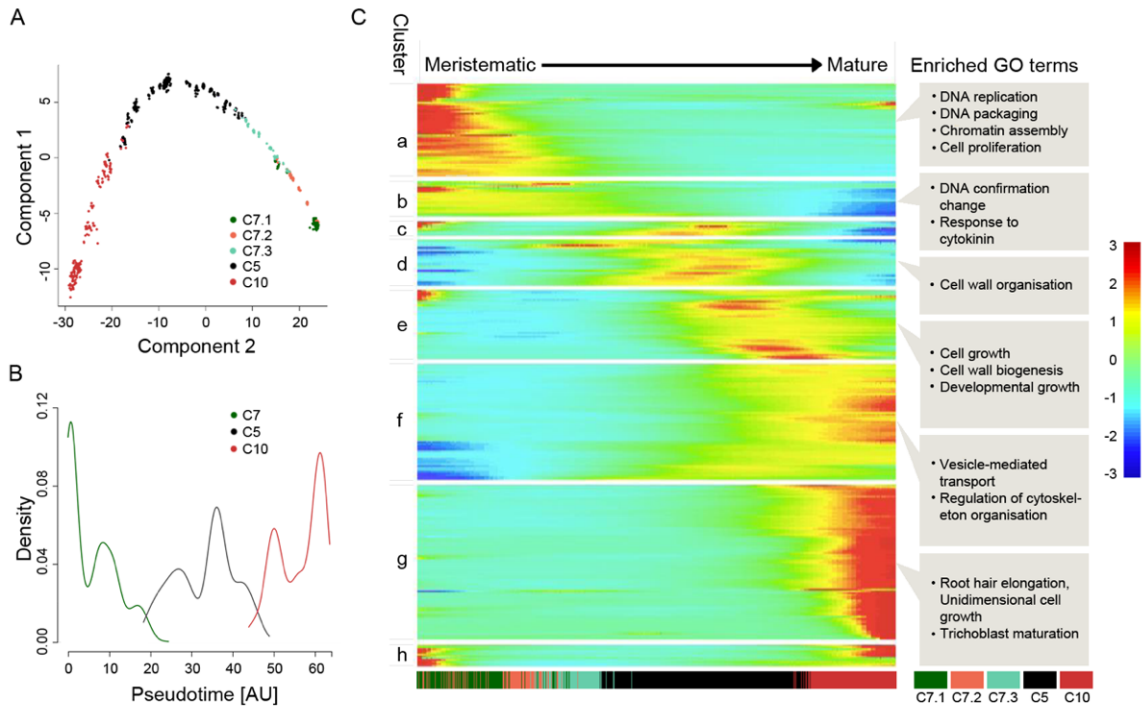 A
Component 1
5
0
-5
-10
-30
-20
-10
0
10
20
Component 2
C7.1
C7.2
C7.3
C5
C10
B
Density
0.12
0.08
0.04
0.00
0
10
20
30
40
50
60
Pseudotime [AU]
C7
C5
C10
C
Cluster
Meristematic
Mature
Enriched GO terms
a
b
c
d
e
f
g
h
• DNA replication
• DNA packaging
• Chromatin assembly
• Cell proliferation
• DNA confirmation
change
• Response to
cytokinin
• Cell wall organisation
• Cell growth
• Cell wall biogenesis
• Developmental growth
• Vesicle-mediated
transport
• Regulation of cytoskel-
eton organisation
• Root hair elongation,
Unidimensional cell
growth
• Trichoblast maturation
3
2
1
0
-1
-2
-3
C7.1
C7.2
C7.3
C5
C10